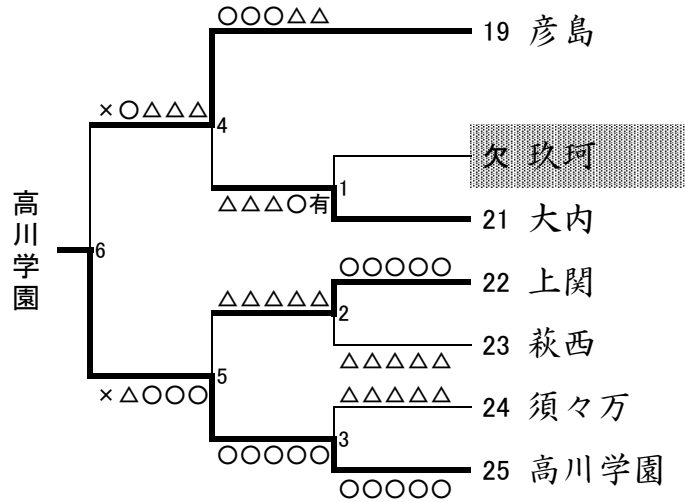 ○○○△△
19 彦島
×○△△△
4
欠 玖珂
1
△△△○有
21 大内
高川学園
6
○○○○○
22 上関
△△△△△
2
23 萩西
△△△△△
5
△△△△△
×△○○○
24 須々万
3
○○○○○
25 高川学園
○○○○○